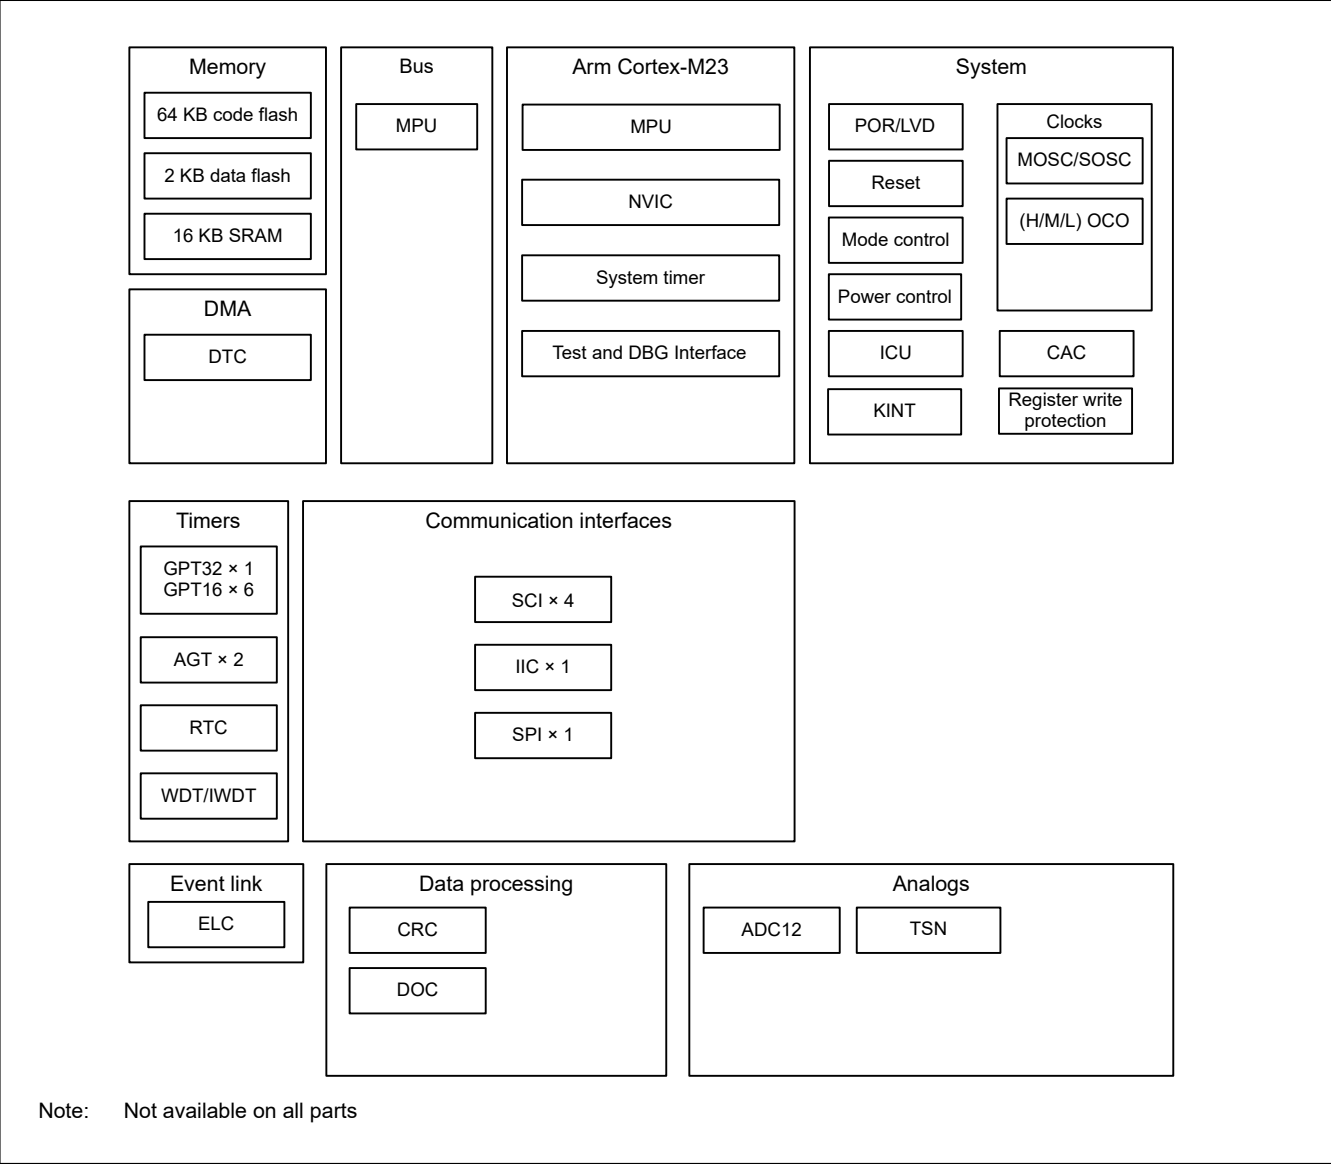 Memory
64 KB code flash
2 KB data flash
16 KB SRAM
DMA
DTC
Bus
MPU
Arm Cortex-M23
MPU
NVIC
System timer
Test and DBG Interface
System
POR/LVD
Reset
Mode control
Power control
ICU
KINT
Clocks
MOSC/SOSC
(H/M/L) OCO
CAC
Register write
protection
Timers
GPT32 × 1
GPT16 × 6
AGT × 2
RTC
WDT/IWDT
Communication interfaces
SCI × 4
IIC × 1
SPI × 1
Event link
ELC
Data processing
CRC
DOC
Analogs
ADC12
TSN
Note: Not available on all parts